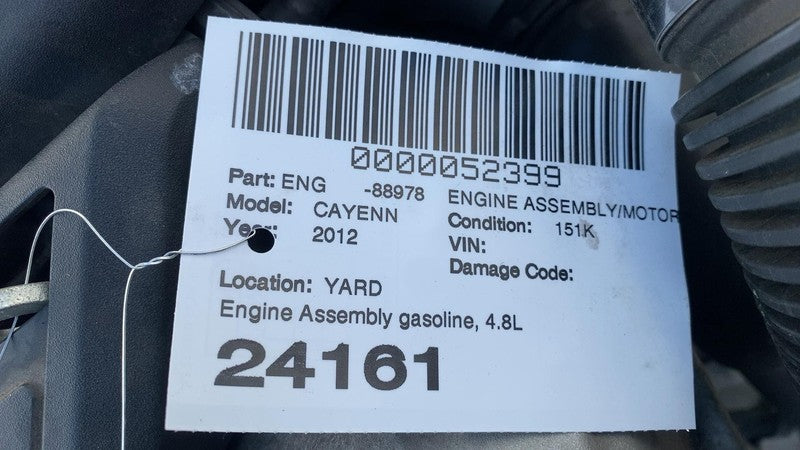 0000052399
Part: ENG -88978 ENGINE ASSEMBLY/MOTOR
Model: CAYENN Condition: 151K
Year: 2012 VIN:
Damage Code:
Location: YARD
Engine Assembly gasoline, 4.8L
24161